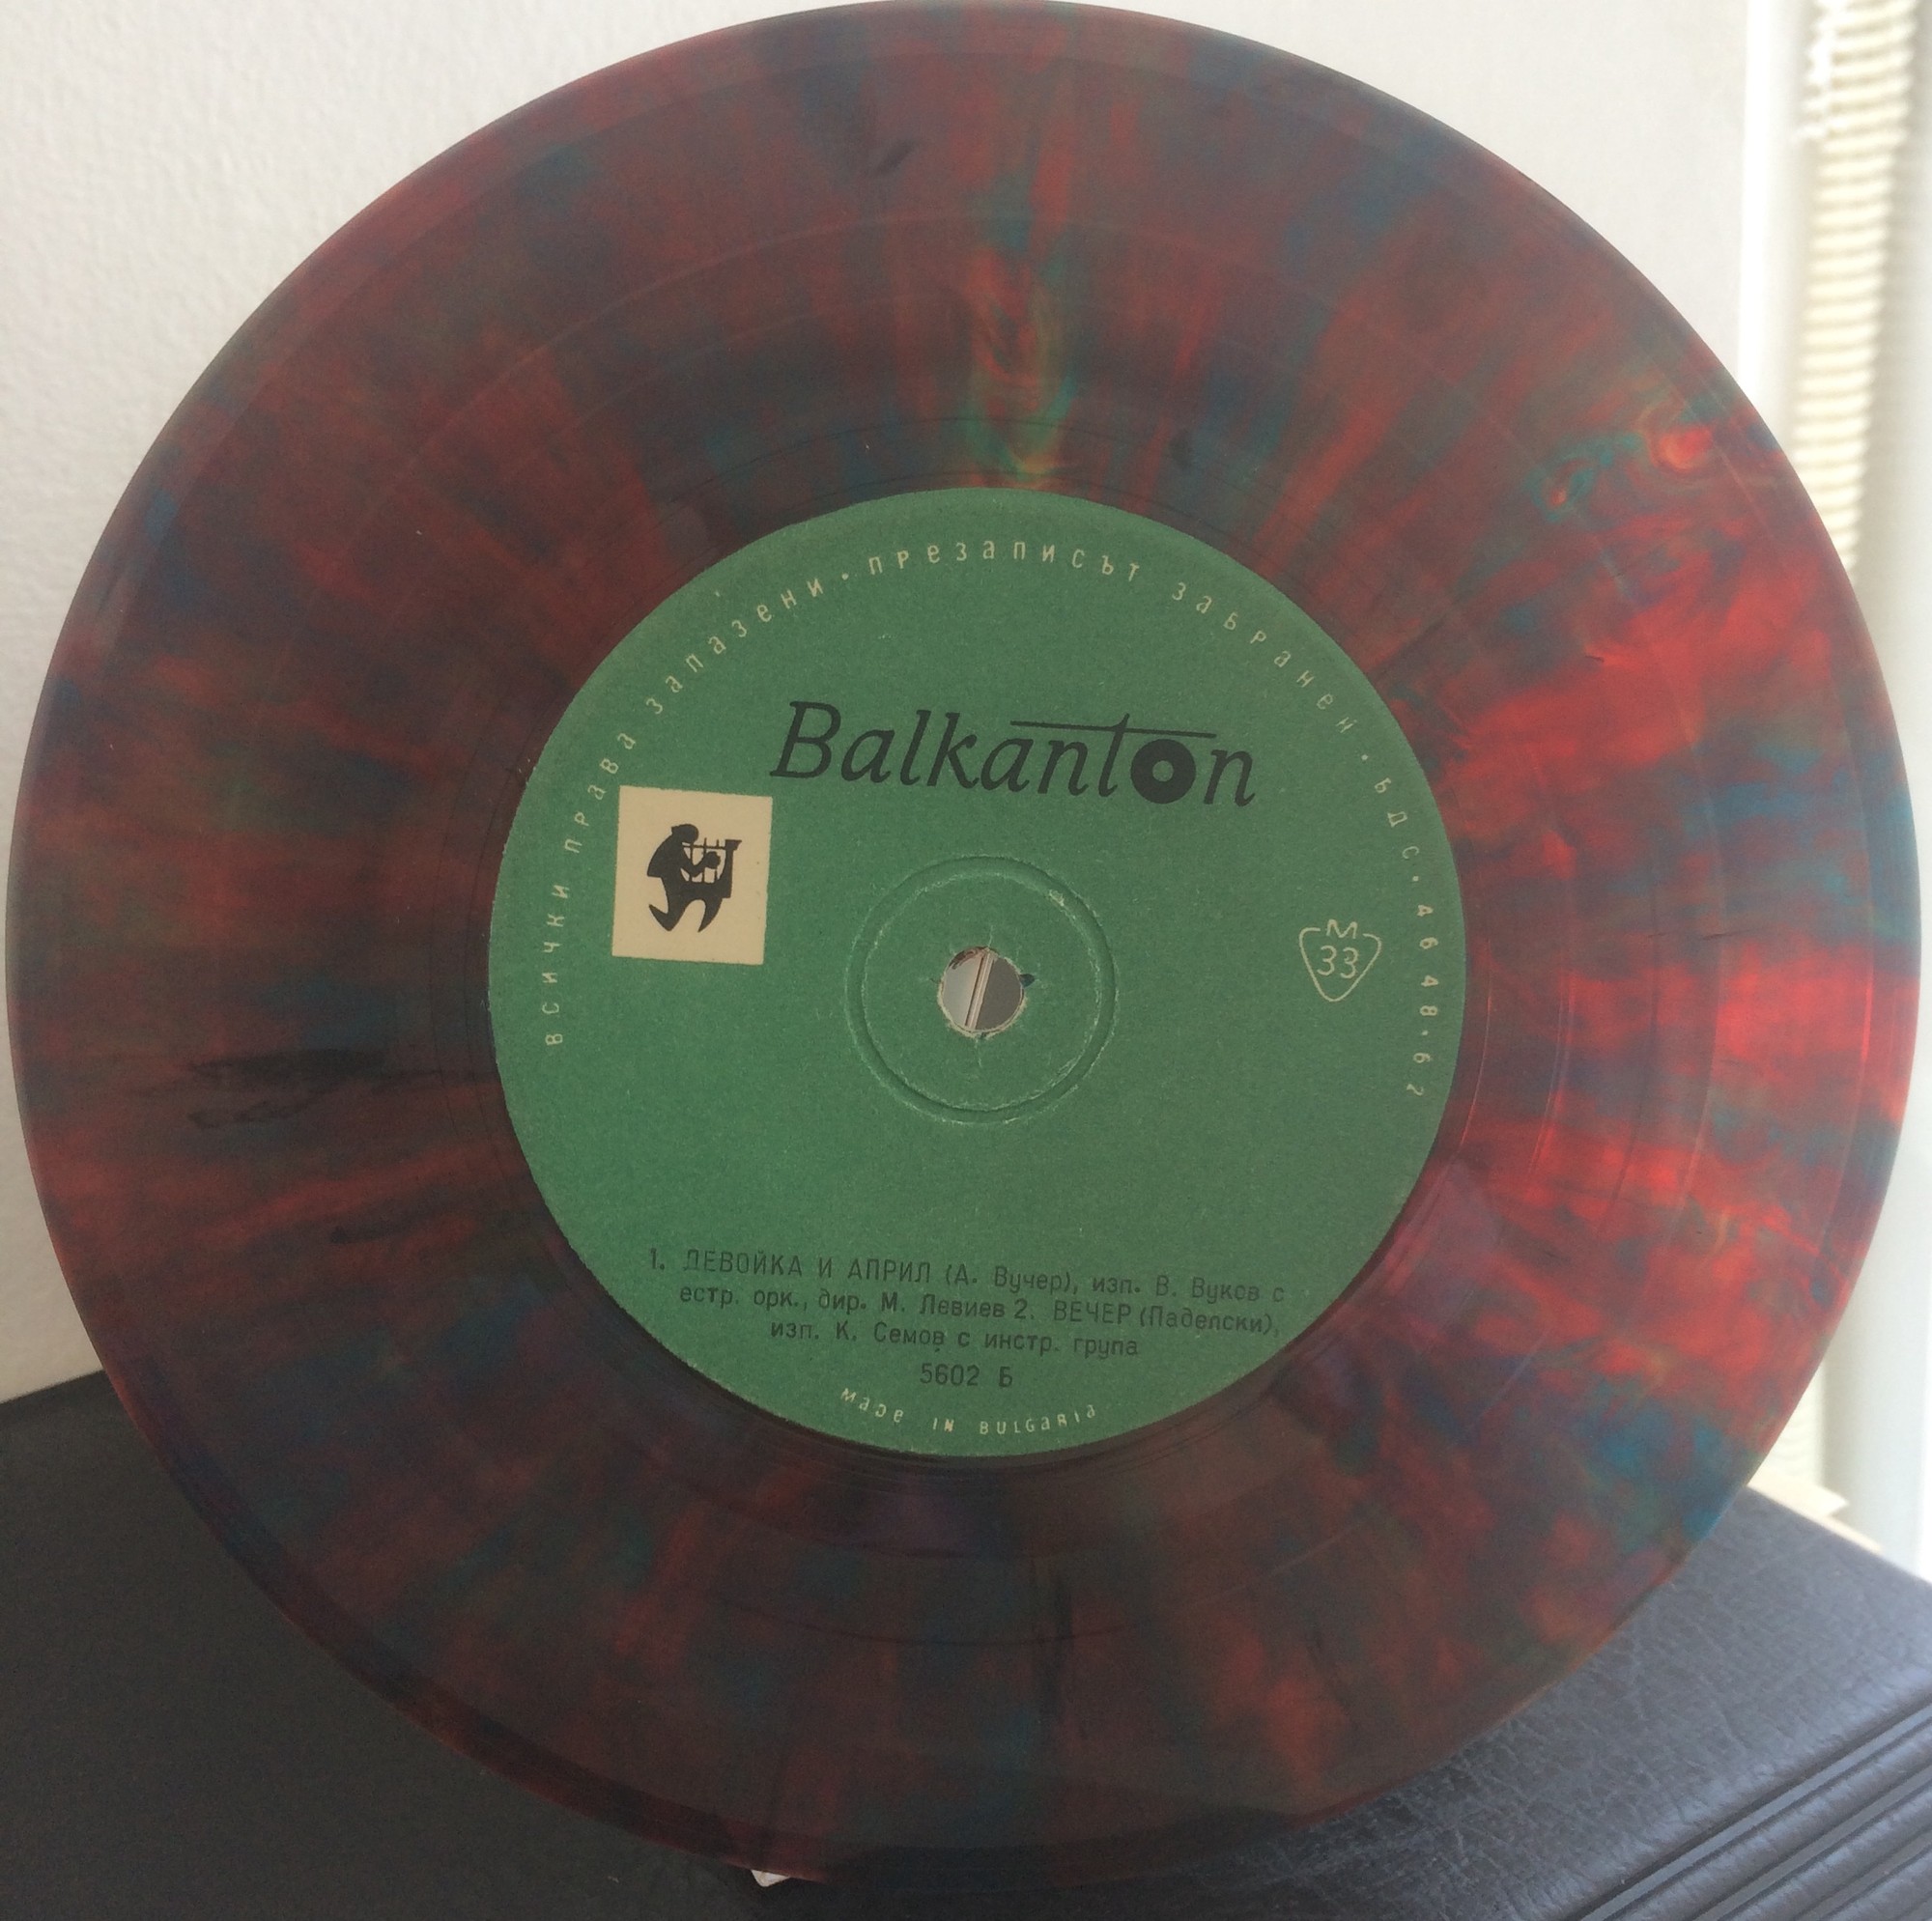 всички права запазени · презаписът забранен · БДС · 4648·62
Balkanton
M
33
1. ДЕВОЙКА И АПРИЛ (А. Вучер), изп. В. Вуков с
естр. орк., дир. М. Левиев 2. ВЕЧЕР (Паделски),
изп. К. Семов с инстр. група
5602 Б
made in bulgaria